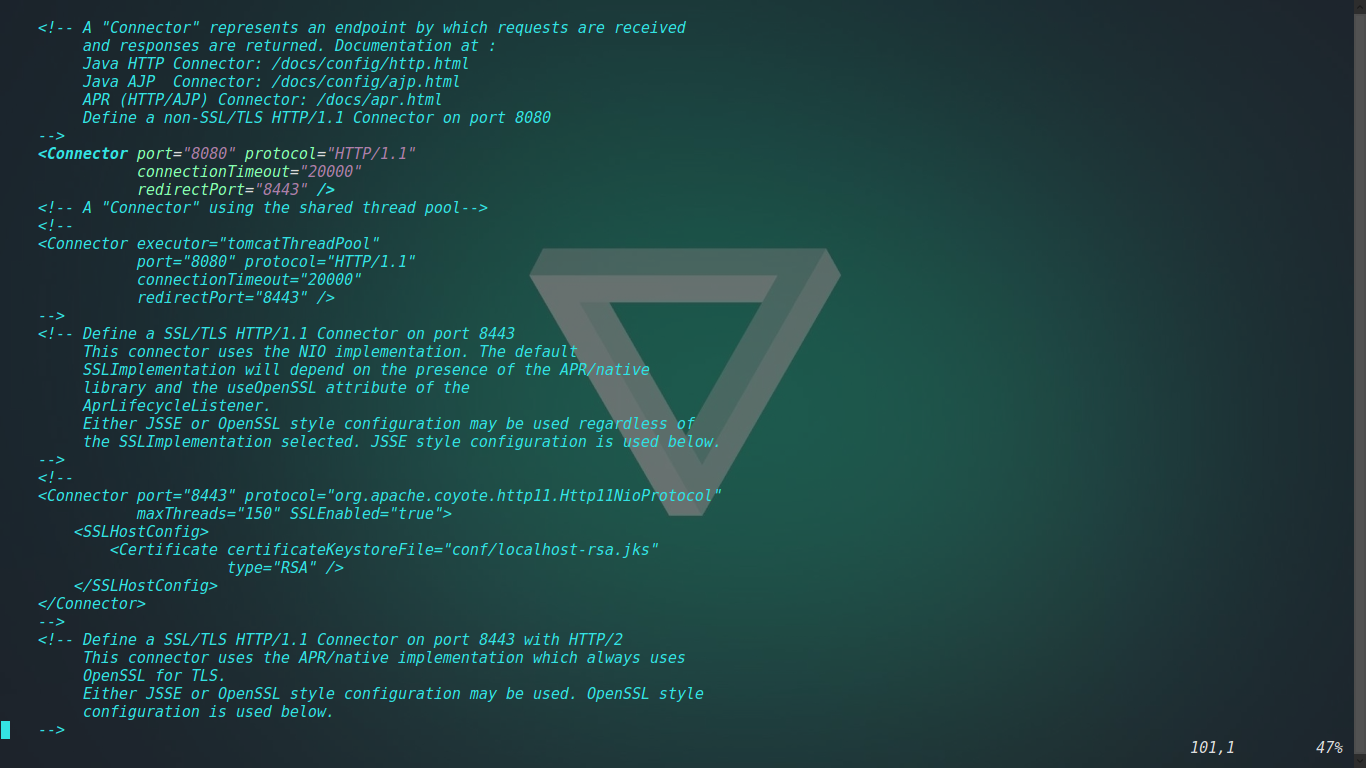 <!-- A "Connector" represents an endpoint by which requests are received
     and responses are returned. Documentation at :
     Java HTTP Connector: /docs/config/http.html
     Java AJP  Connector: /docs/config/ajp.html
     APR (HTTP/AJP) Connector: /docs/apr.html
     Define a non-SSL/TLS HTTP/1.1 Connector on port 8080
-->
<Connector port="8080" protocol="HTTP/1.1"
           connectionTimeout="20000"
           redirectPort="8443" />
<!-- A "Connector" using the shared thread pool-->
<!--
<Connector executor="tomcatThreadPool"
           port="8080" protocol="HTTP/1.1"
           connectionTimeout="20000"
           redirectPort="8443" />
-->
<!-- Define a SSL/TLS HTTP/1.1 Connector on port 8443
     This connector uses the NIO implementation. The default
     SSLImplementation will depend on the presence of the APR/native
     library and the useOpenSSL attribute of the
     AprLifecycleListener.
     Either JSSE or OpenSSL style configuration may be used regardless of
     the SSLImplementation selected. JSSE style configuration is used below.
-->
<!--
<Connector port="8443" protocol="org.apache.coyote.http11.Http11NioProtocol"
           maxThreads="150" SSLEnabled="true">
    <SSLHostConfig>
        <Certificate certificateKeystoreFile="conf/localhost-rsa.jks"
                     type="RSA" />
    </SSLHostConfig>
</Connector>
-->
<!-- Define a SSL/TLS HTTP/1.1 Connector on port 8443 with HTTP/2
     This connector uses the APR/native implementation which always uses
     OpenSSL for TLS.
     Either JSSE or OpenSSL style configuration may be used. OpenSSL style
     configuration is used below.
-->
101,1 47%